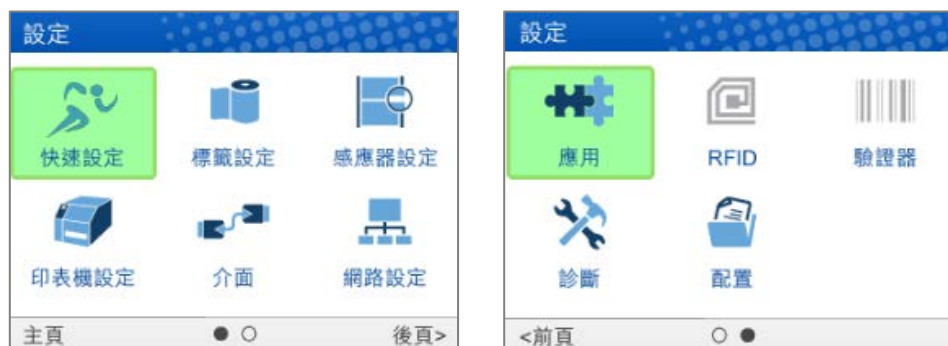 設定
快速設定 標籤設定 感應器設定
印表機設定 介面 網路設定
主頁 後頁>
設定
應用 RFID 驗證器
診斷 配置
<前頁